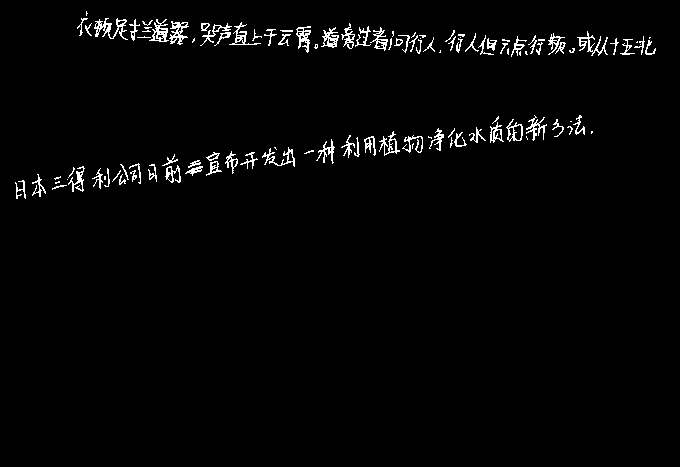 衣顿足拦道哭,哭声直上干云霄。道旁过者问行人,行人但云点行频。或从十五北
日本三得利公司日前宣布开发出一种利用植物净化水质的新方法.